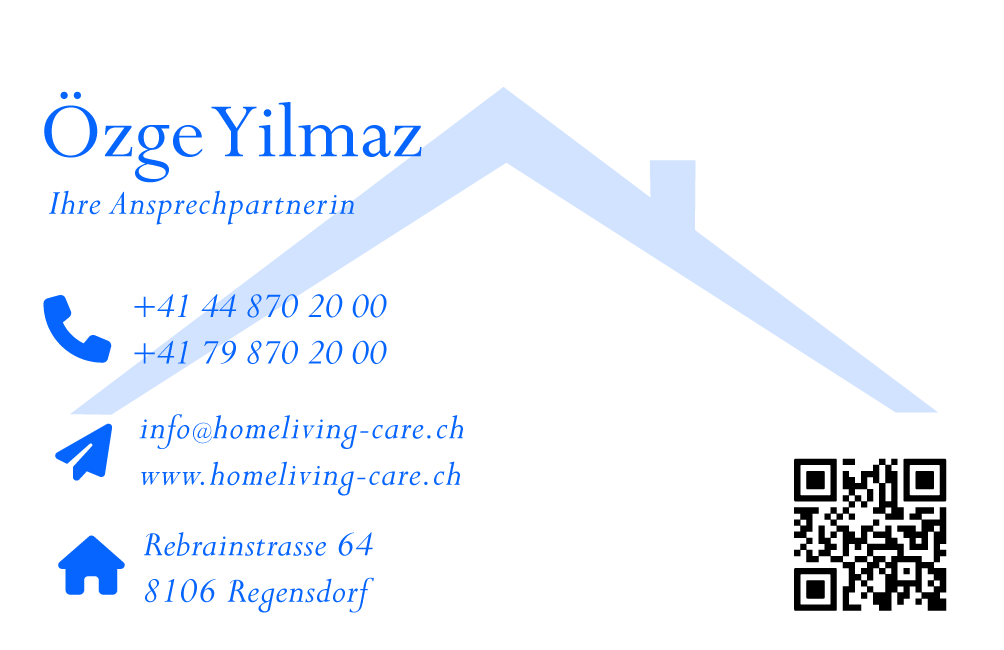 Özge Yilmaz
Ihre Ansprechpartnerin
+41 44 870 20 00
+41 79 870 20 00
info@homeliving-care.ch
www.homeliving-care.ch
Rebrainstrasse 64
8106 Regensdorf